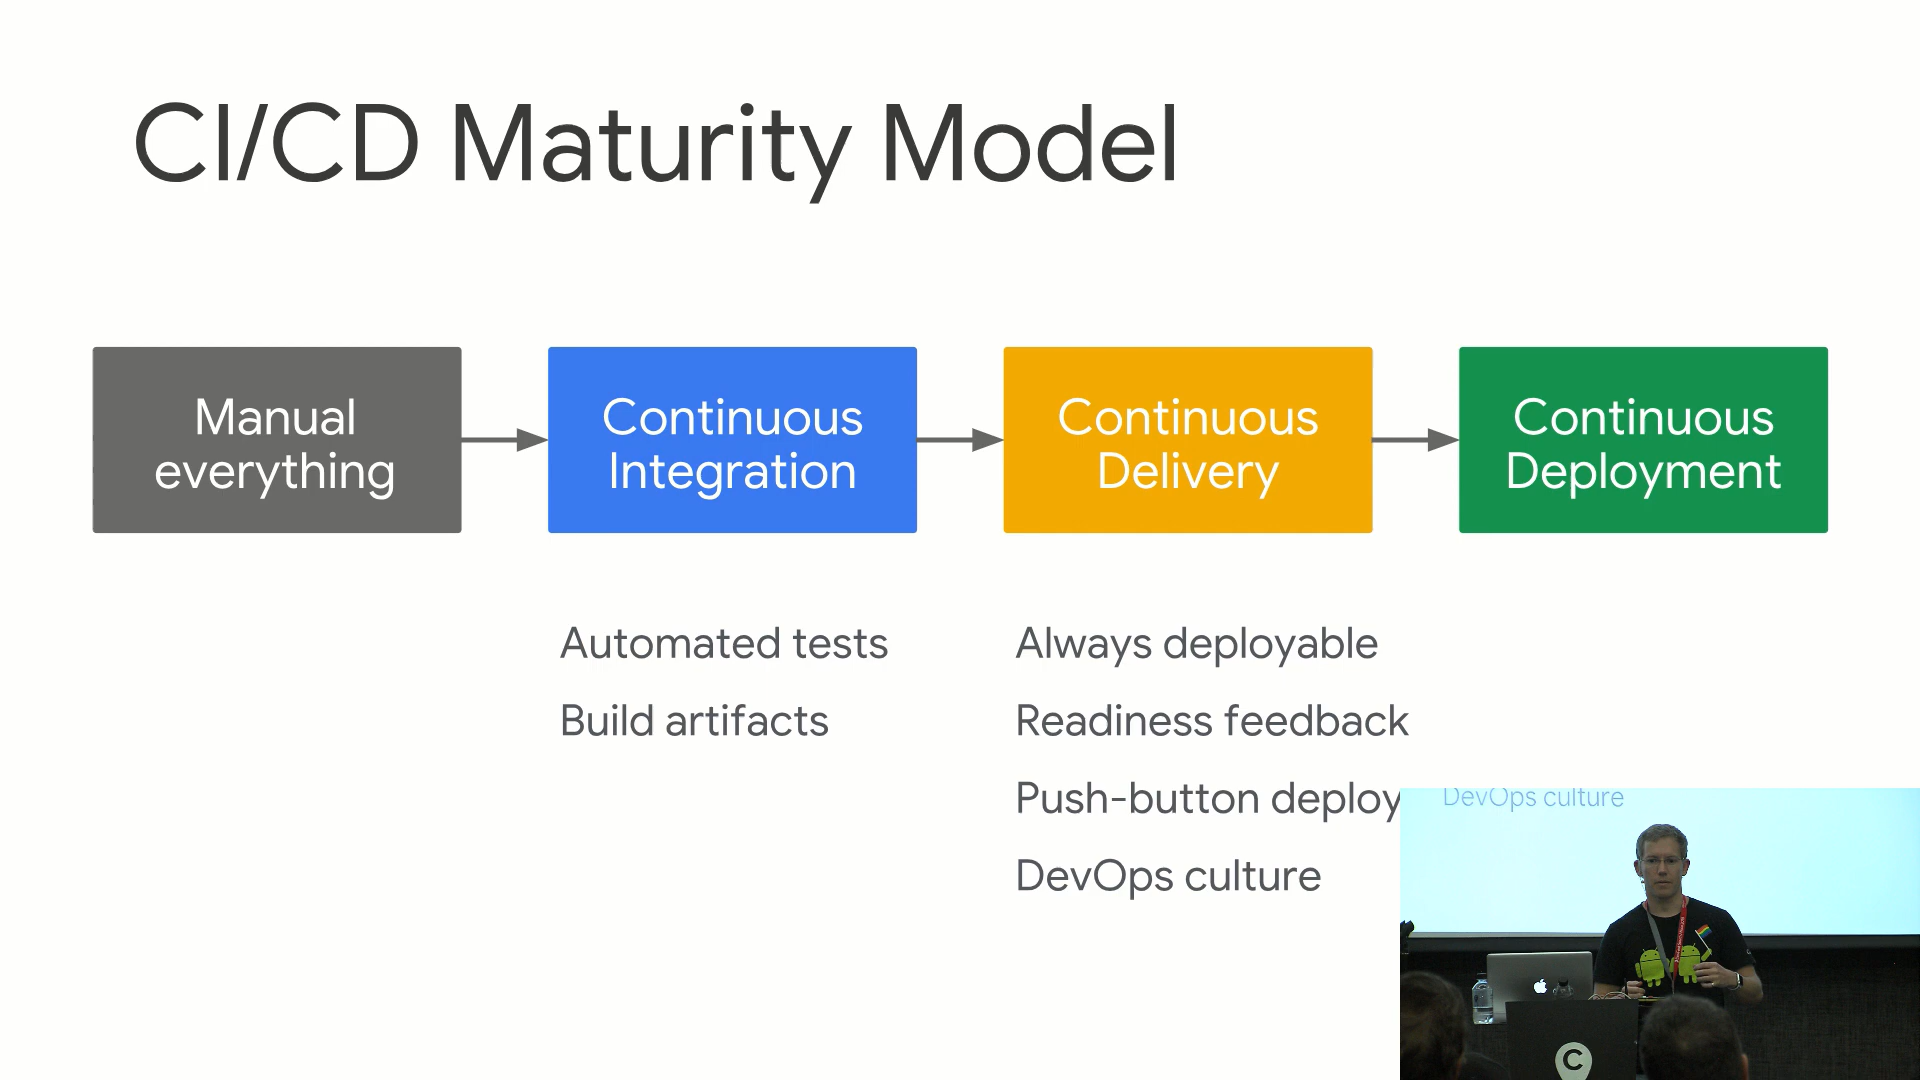 CI/CD Maturity Model
Manual
everything
Continuous
Integration
Continuous
Delivery
Continuous
Deployment
Automated tests
Build artifacts
Always deployable
Readiness feedback
Push-button deploy
DevOps culture
DevOps culture
C